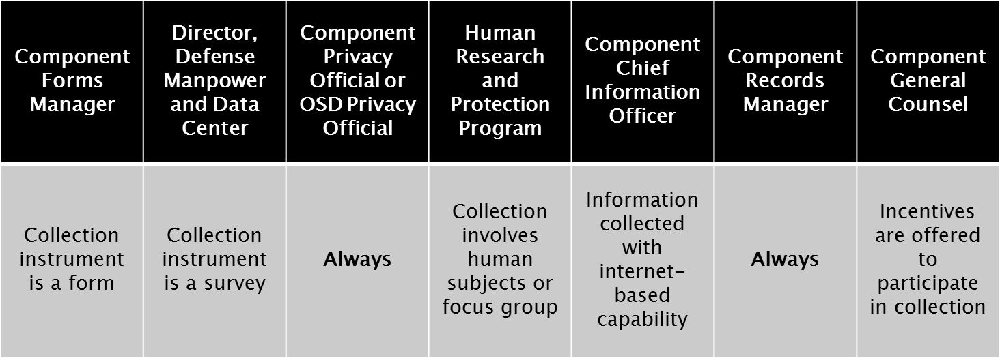 Component
Forms
Manager
Director,
Defense
Manpower
and Data
Center
Component
Privacy
Official or
OSD Privacy
Official
Human
Research
and
Protection
Program
Component
Chief
Information
Officer
Component
Records
Manager
Component
General
Counsel
Collection
instrument
is a form
Collection
instrument
is a survey
Always
Collection
involves
human
subjects or
focus group
Information
collected
with
internet-
based
capability
Always
Incentives
are offered
to
participate
in collection